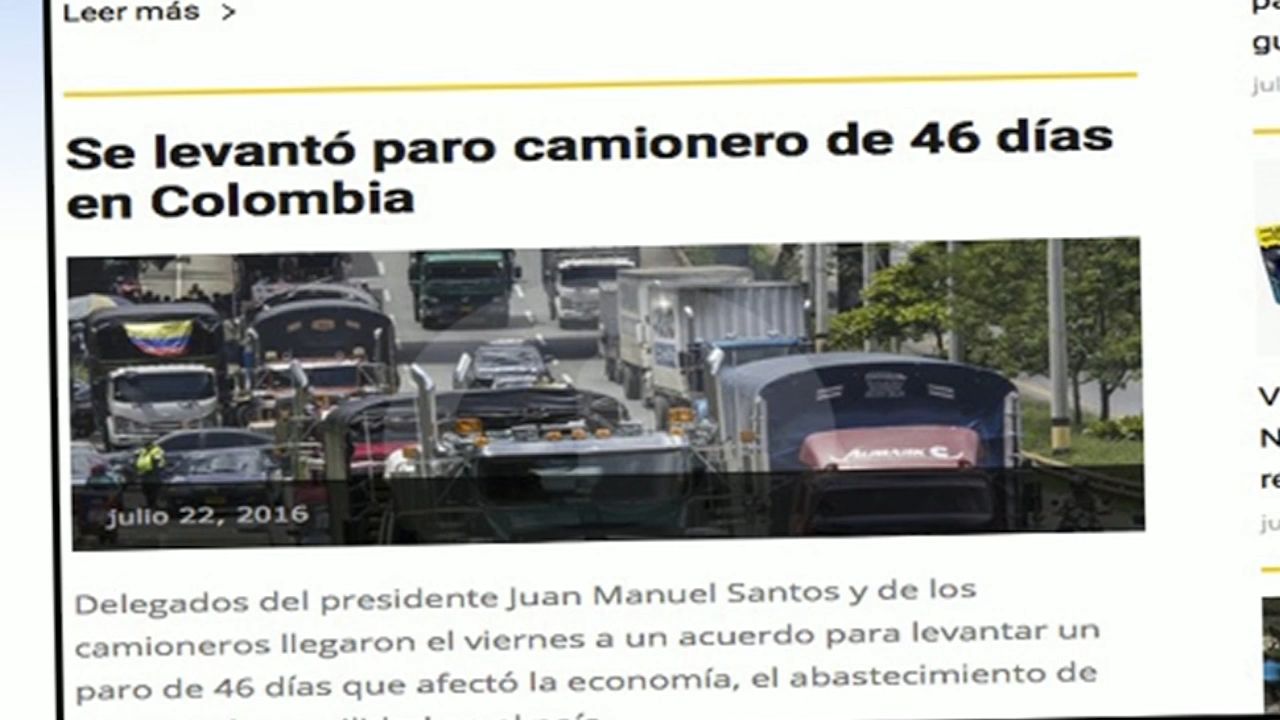 Leer más >
Se levantó paro camionero de 46 días
en Colombia
julio 22, 2016
Delegados del presidente Juan Manuel Santos y de los
camioneros llegaron el viernes a un acuerdo para levantar un
paro de 46 días que afectó la economía, el abastecimiento de